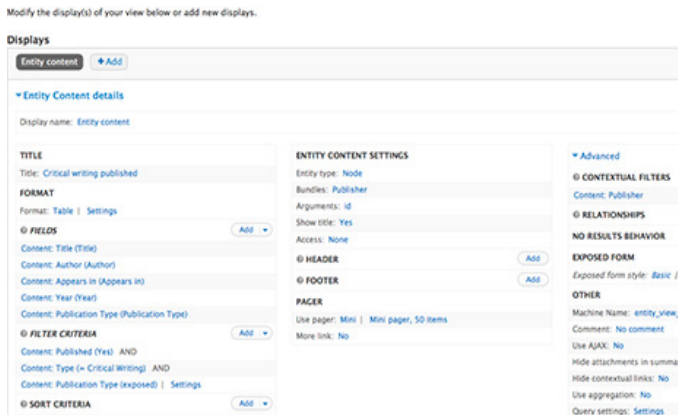 Modify the display(s) of your view below or add new displays.
Displays
Entity content
+ Add
Entity Content details
Display name: Entity content
TITLE
Title: Critical writing published
FORMAT
Format: Table | Settings
FIELDS
Add
Content: Title (Title)
Content: Author (Author)
Content: Appears in (Appears in)
Content: Year (Year)
Content: Publication Type (Publication Type)
FILTER CRITERIA
Add
Content: Published (Yes) AND
Content: Type (= Critical Writing) AND
Content: Publication Type (exposed) | Settings
SORT CRITERIA
Add
ENTITY CONTENT SETTINGS
Entity type: Node
Bundles: Publisher
Arguments: id
Show title: Yes
Access: None
HEADER
Add
FOOTER
Add
PAGER
Use pager: Mini | Mini pager, 50 items
More link: No
Advanced
CONTEXTUAL FILTERS
Content: Publisher
RELATIONSHIPS
NO RESULTS BEHAVIOR
EXPOSED FORM
Exposed form style: Basic /
OTHER
Machine Name: entity_view_
Comment: No comment
Use AJAX: No
Hide attachments in summa
Hide contextual links: No
Use aggregation: No
Query settings: Settings